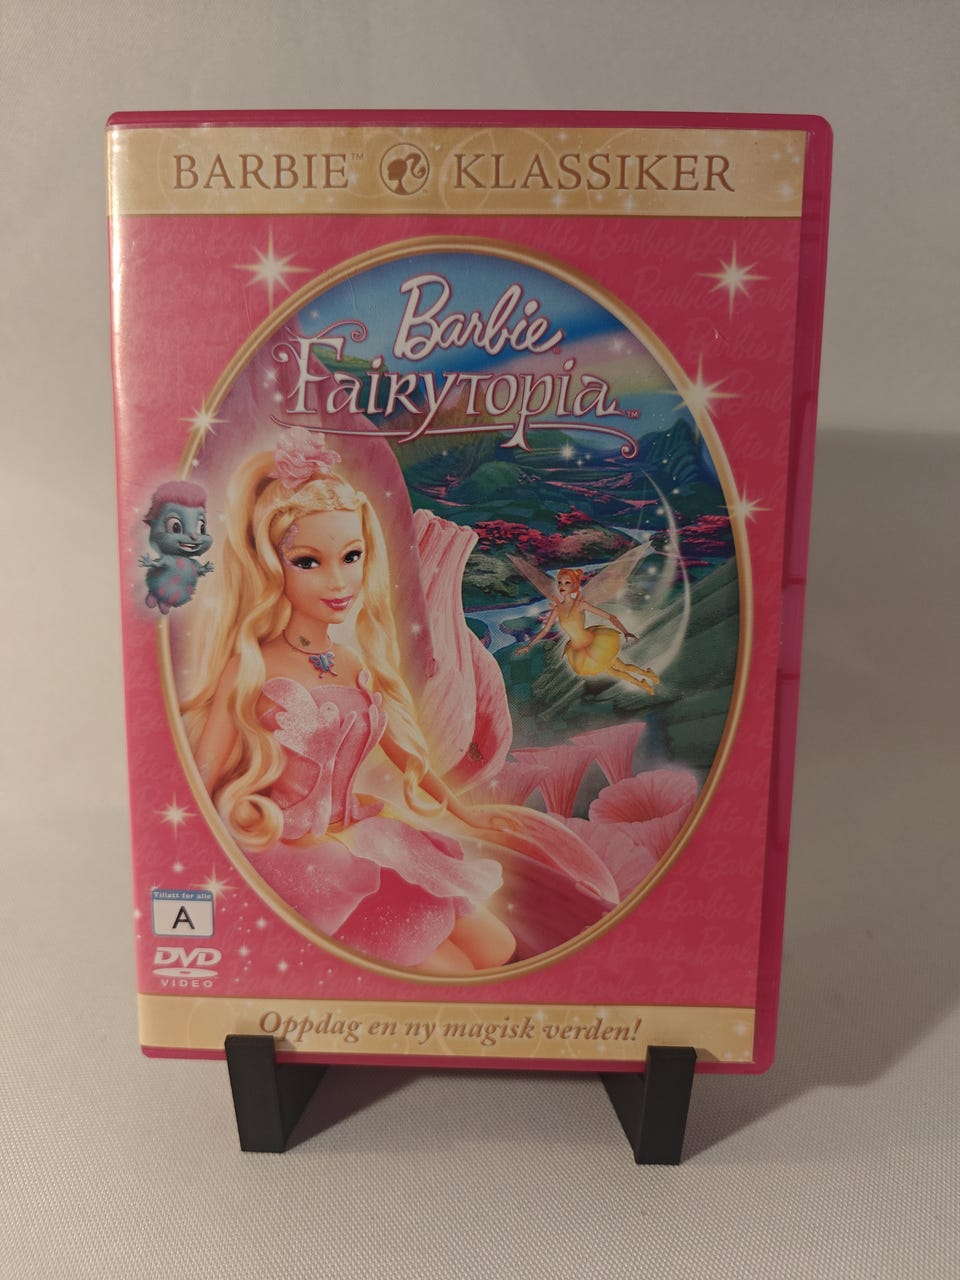 BARBIE™ KLASSIKER
Barbie
FAIRYTOPIA™
Tillatt for alle
A
DVD
VIDEO
Oppdag en ny magisk verden!